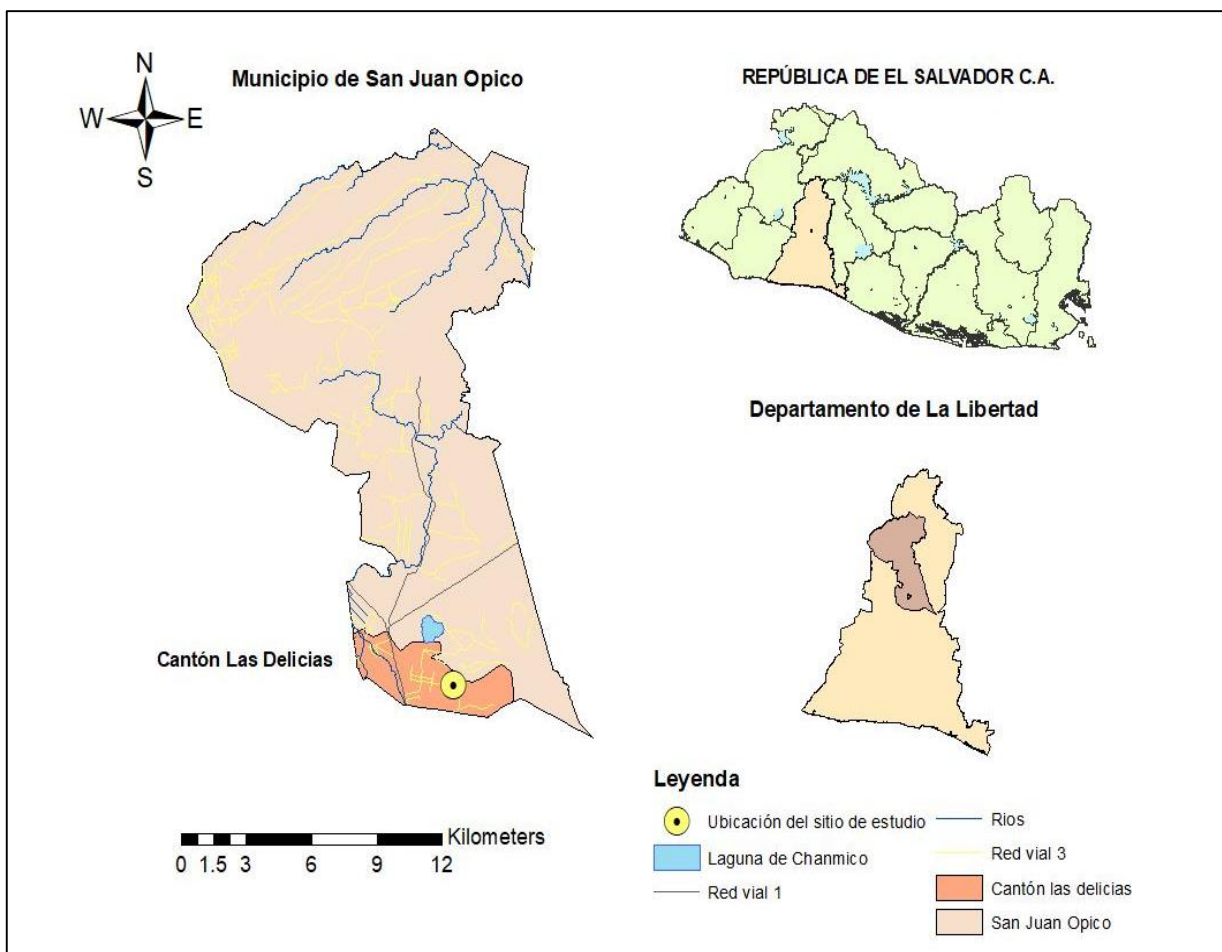 N
W E
S
Municipio de San Juan Opico
REPÚBLICA DE EL SALVADOR C.A.
Departamento de La Libertad
Cantón Las Delicias
Kilometers
0 1.5 3 6 9 12
Leyenda
Ubicación del sitio de estudio
Laguna de Chanmico
Red vial 1
Rios
Red vial 3
Cantón las delicias
San Juan Opico